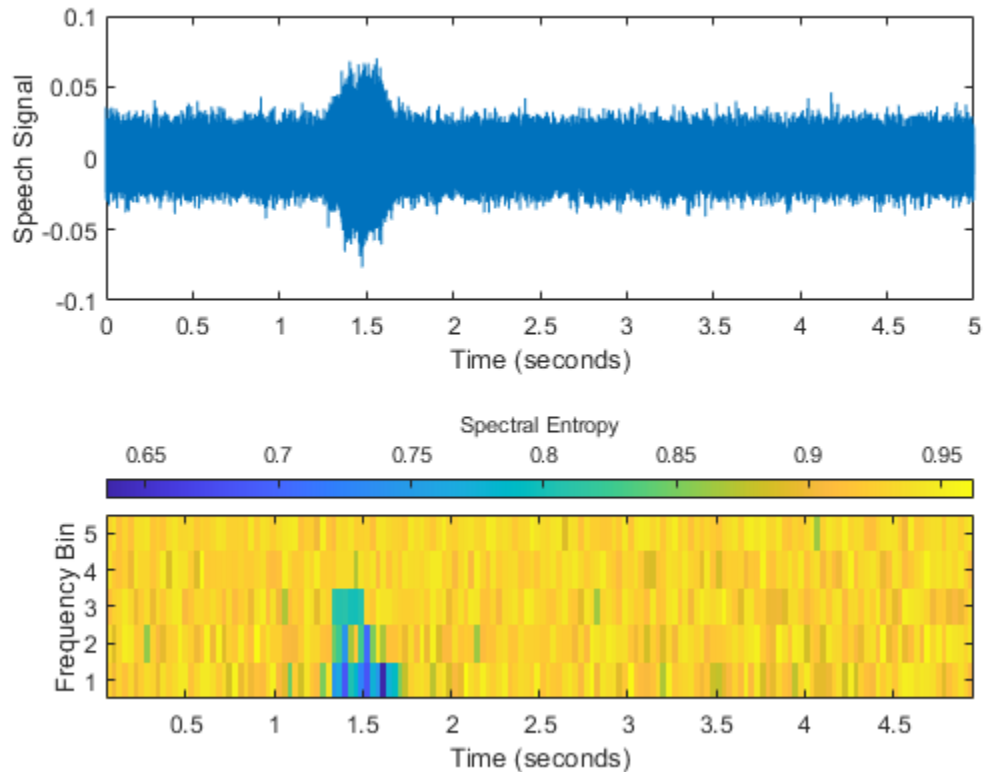 0.1
0.05
0
-0.05
-0.1
Speech Signal
0 0.5 1 1.5 2 2.5 3 3.5 4 4.5 5
Time (seconds)
Spectral Entropy
0.65 0.7 0.75 0.8 0.85 0.9 0.95
5
4
3
2
1
Frequency Bin
0.5 1 1.5 2 2.5 3 3.5 4 4.5
Time (seconds)